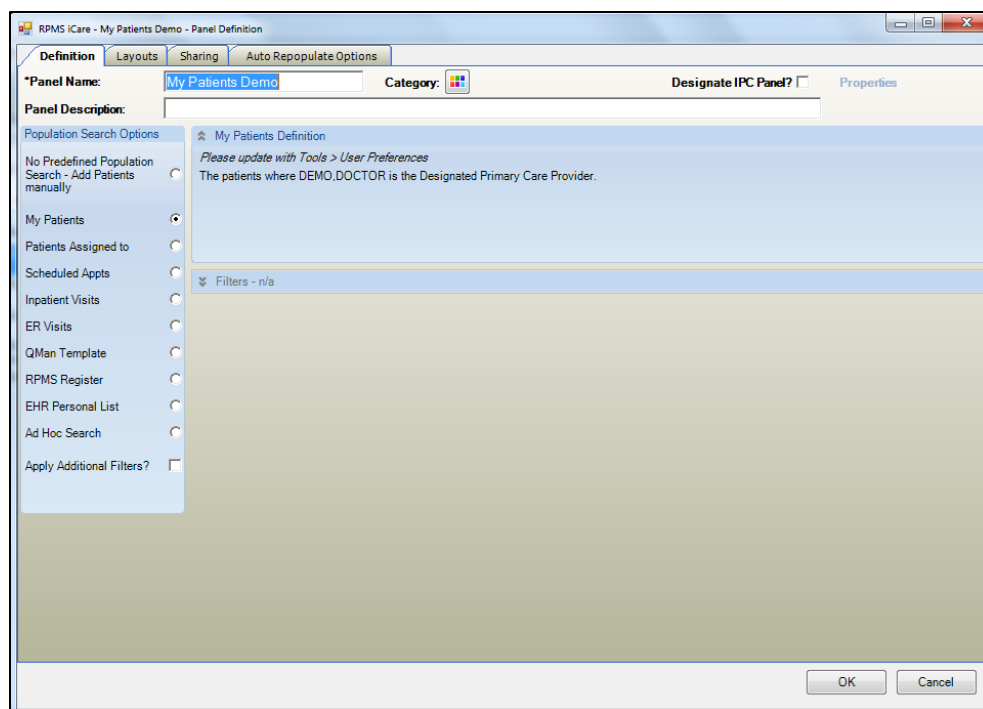 RPMS iCare - My Patients Demo - Panel Definition
Definition Layouts Sharing Auto Repopulate Options
*Panel Name: My Patients Demo Category: Designate IPC Panel? Properties
Panel Description:
Population Search Options
No Predefined Population
Search - Add Patients
manually
My Patients
Patients Assigned to
Scheduled Appts
Inpatient Visits
ER Visits
QMan Template
RPMS Register
EHR Personal List
Ad Hoc Search
Apply Additional Filters?
My Patients Definition
Please update with Tools > User Preferences
The patients where DEMO,DOCTOR is the Designated Primary Care Provider.
Filters - n/a
OK Cancel